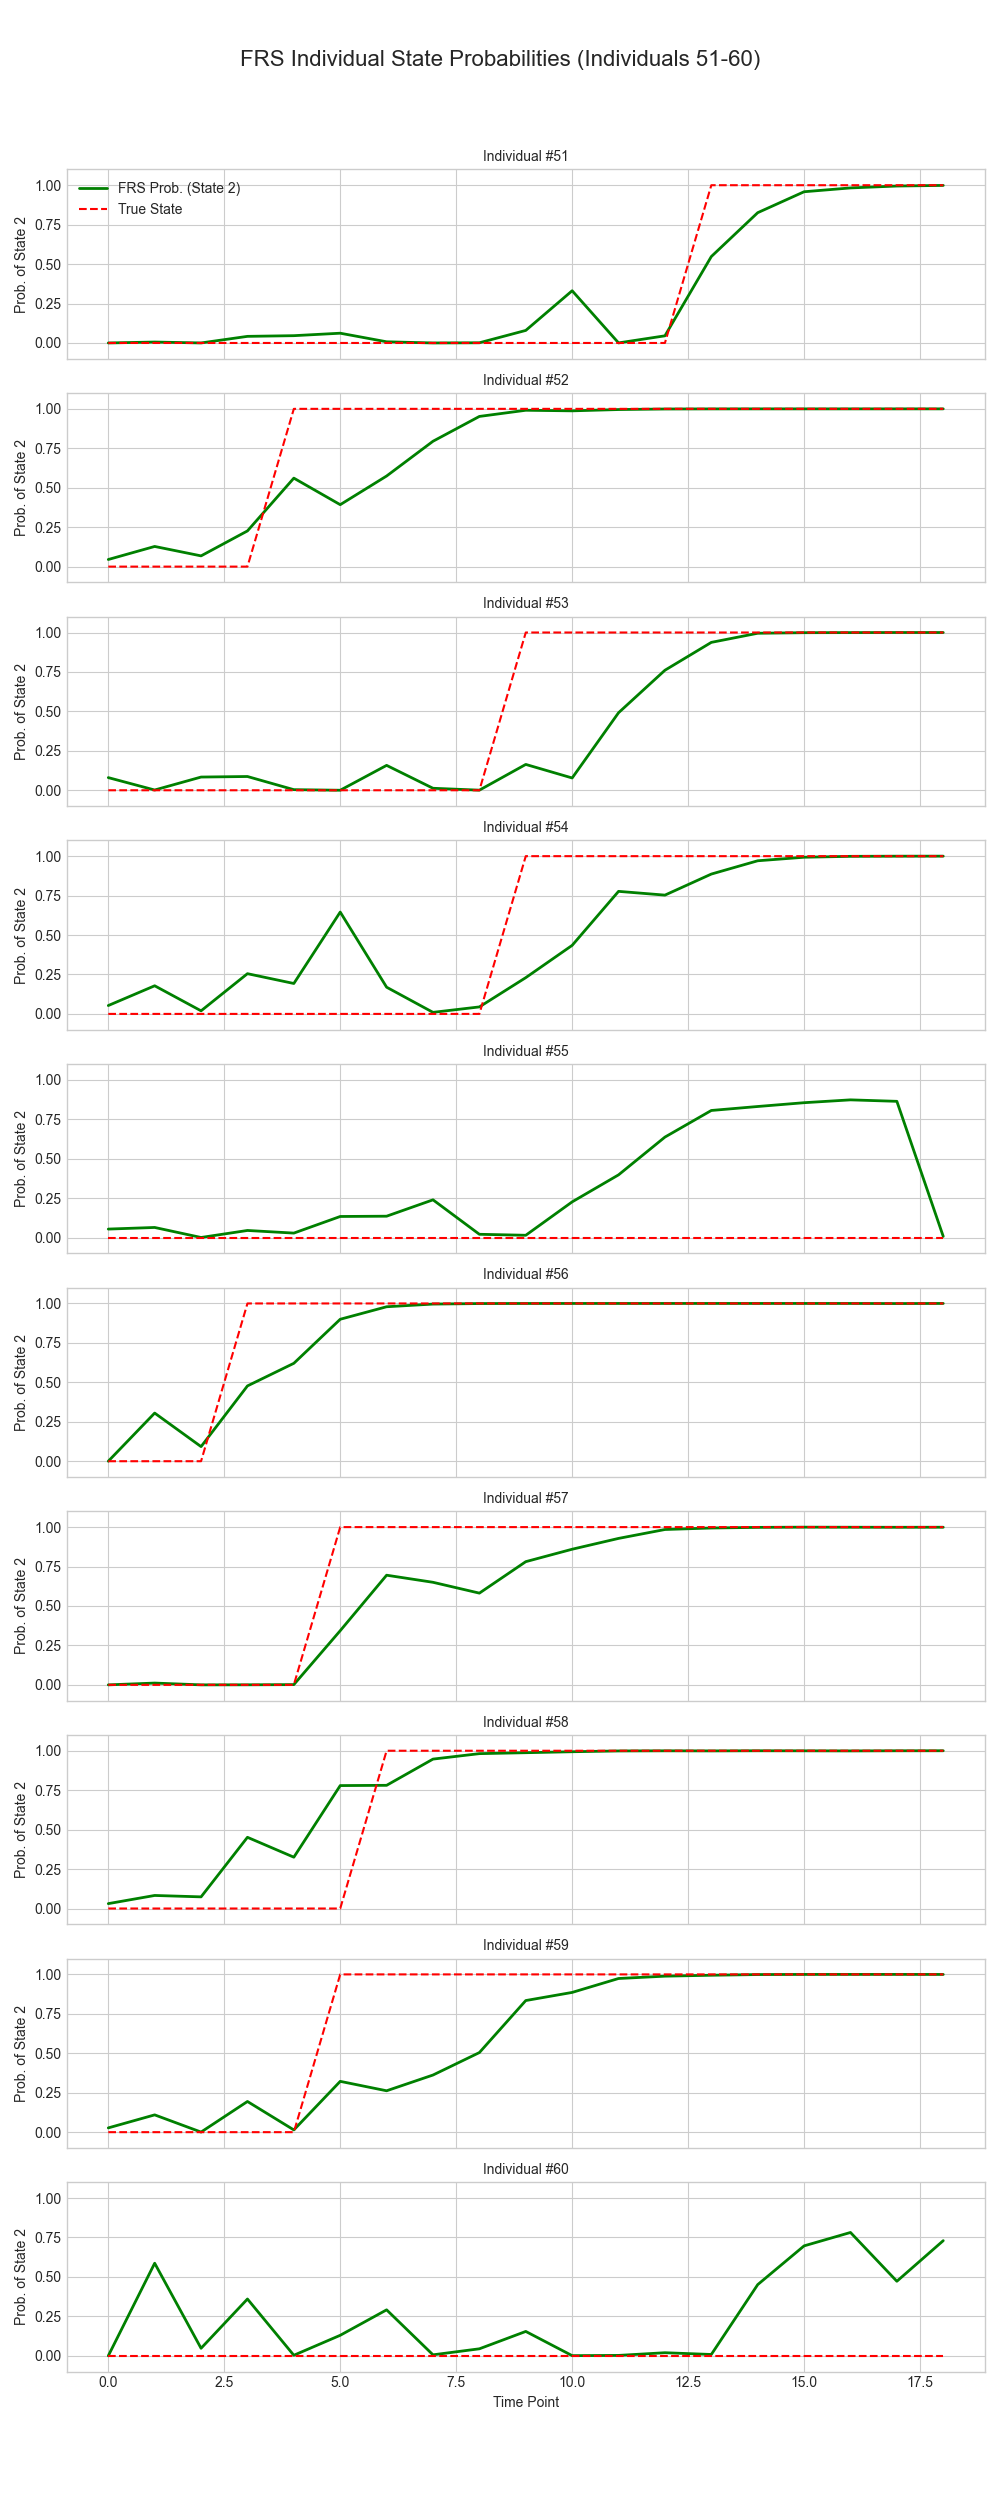 FRS Individual State Probabilities (Individuals 51-60)
Individual #51
FRS Prob. (State 2)
True State
Prob. of State 2
1.00
0.75
0.50
0.25
0.00
Individual #52
Prob. of State 2
1.00
0.75
0.50
0.25
0.00
Individual #53
Prob. of State 2
1.00
0.75
0.50
0.25
0.00
Individual #54
Prob. of State 2
1.00
0.75
0.50
0.25
0.00
Individual #55
Prob. of State 2
1.00
0.75
0.50
0.25
0.00
Individual #56
Prob. of State 2
1.00
0.75
0.50
0.25
0.00
Individual #57
Prob. of State 2
1.00
0.75
0.50
0.25
0.00
Individual #58
Prob. of State 2
1.00
0.75
0.50
0.25
0.00
Individual #59
Prob. of State 2
1.00
0.75
0.50
0.25
0.00
Individual #60
Prob. of State 2
1.00
0.75
0.50
0.25
0.00
0.0 2.5 5.0 7.5 10.0 12.5 15.0 17.5
Time Point